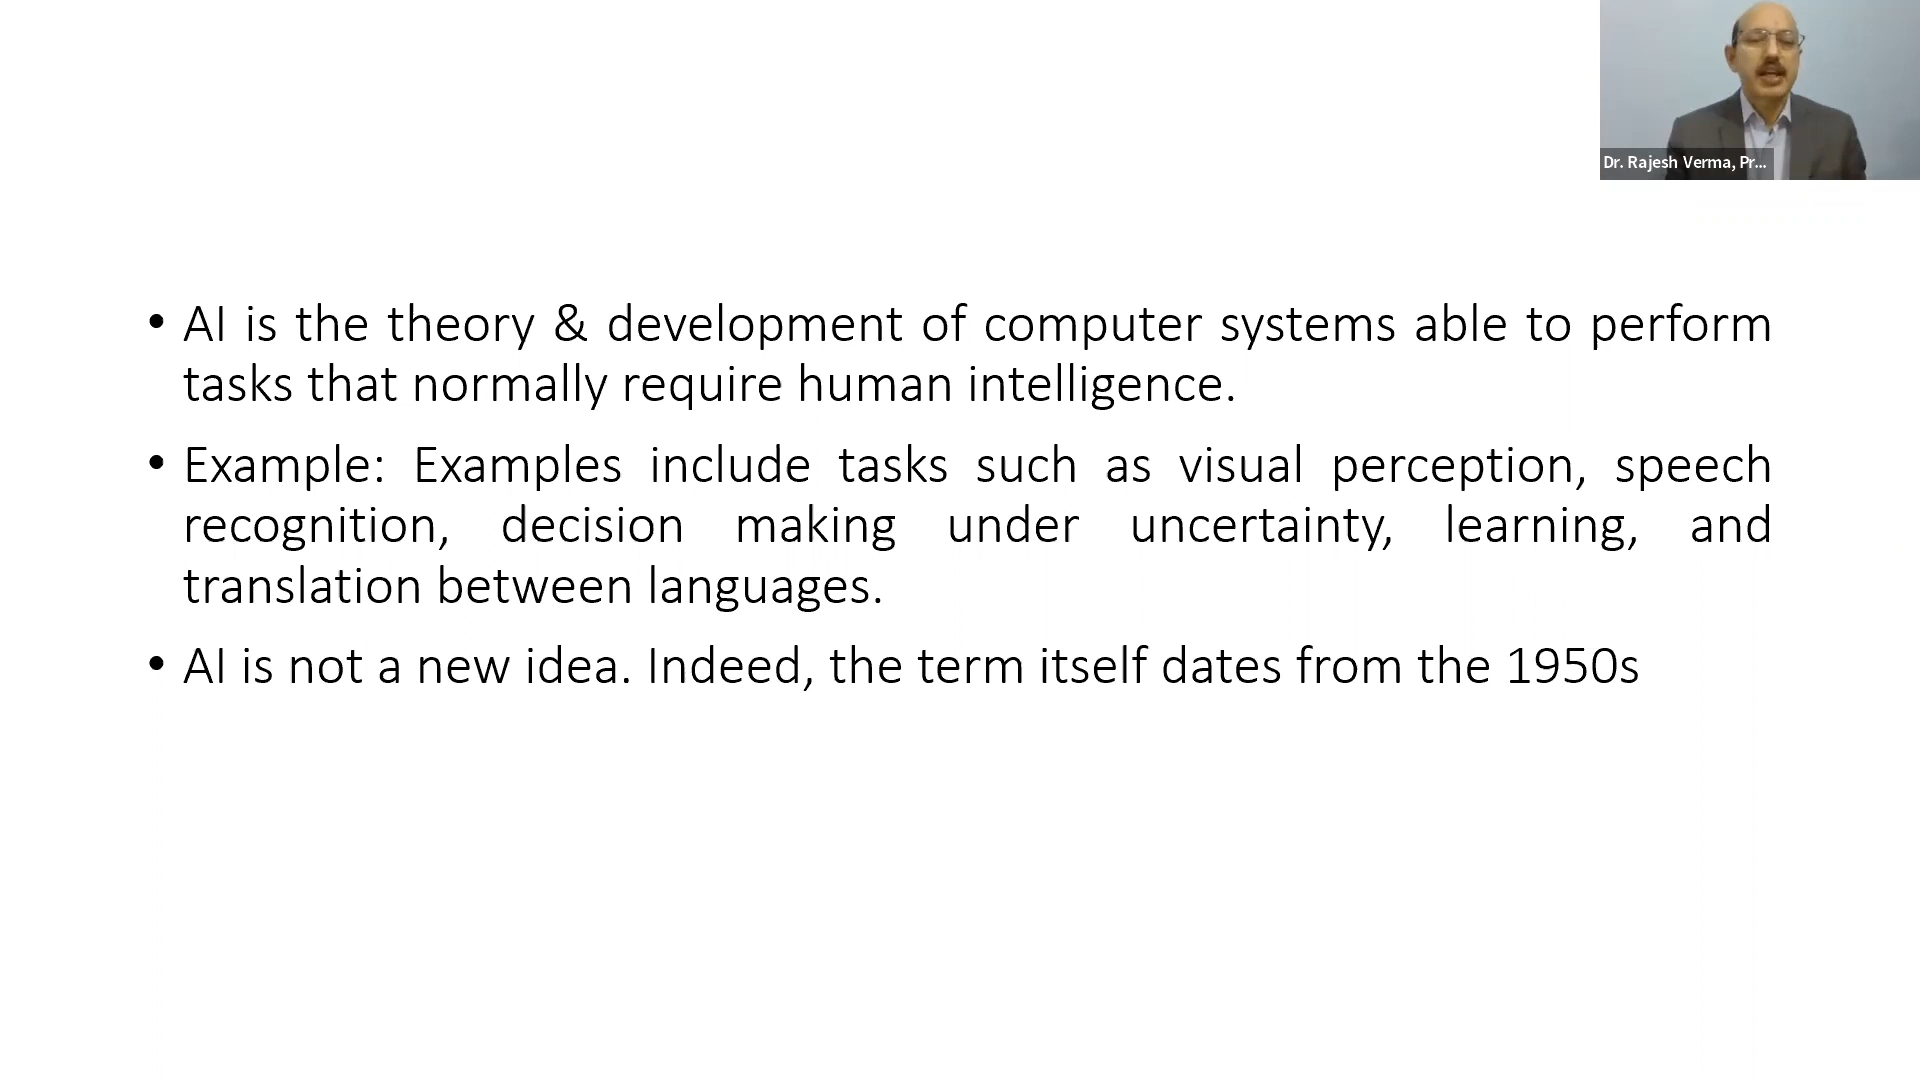 Dr. Rajesh Verma, Pr...
• AI is the theory & development of computer systems able to perform
tasks that normally require human intelligence.
• Example: Examples include tasks such as visual perception, speech
recognition, decision making under uncertainty, learning, and
translation between languages.
• AI is not a new idea. Indeed, the term itself dates from the 1950s